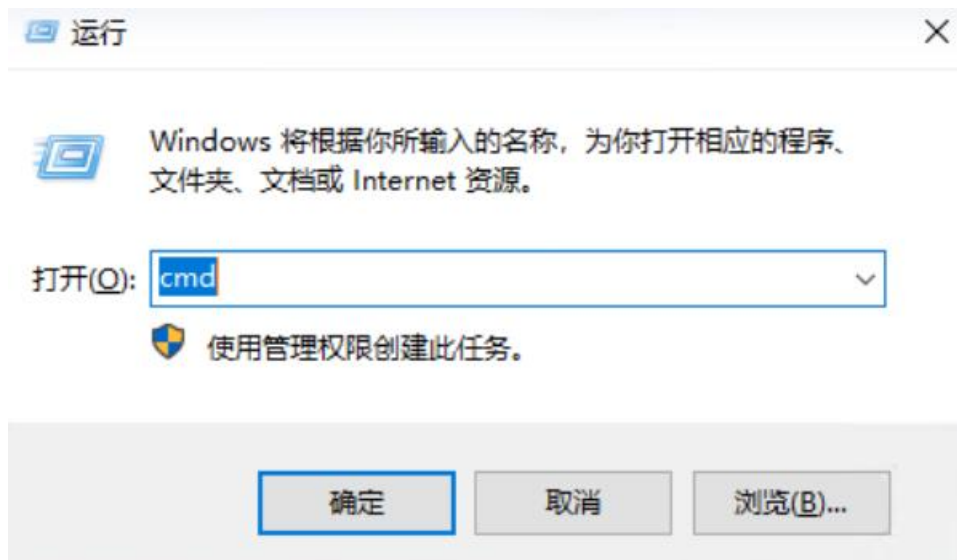 运行
Windows 将根据你所输入的名称，为你打开相应的程序、
文件夹、文档或 Internet 资源。
打开(O): cmd
使用管理权限创建此任务。
确定 取消 浏览(B)...